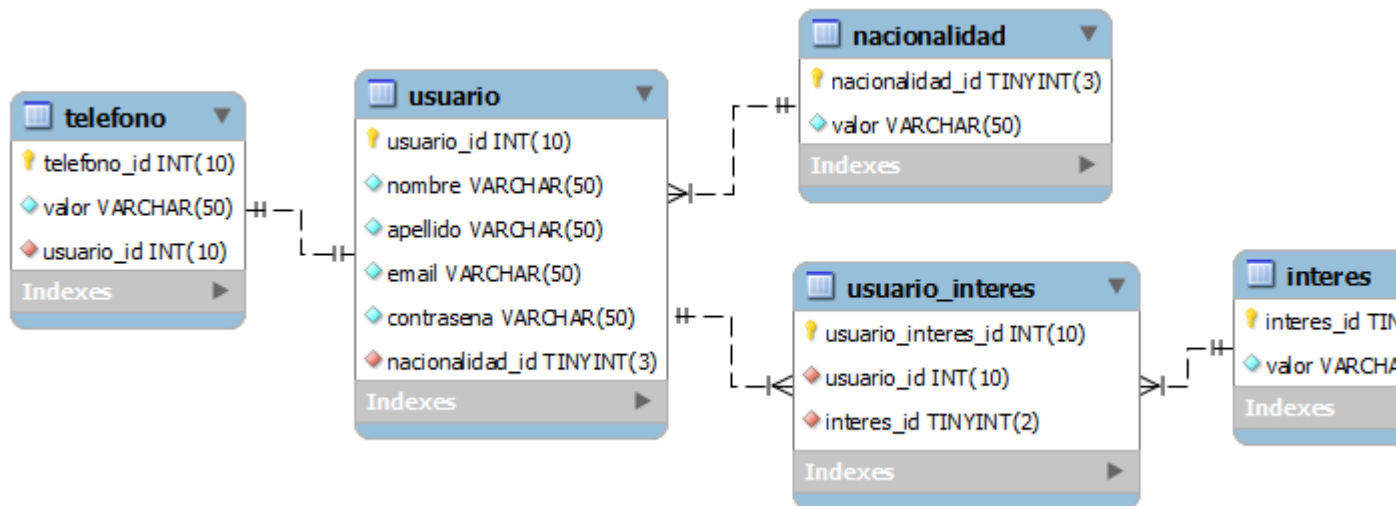 telefono
telefono_id INT(10)
valor VARCHAR(50)
usuario_id INT(10)
Indexes
usuario
usuario_id INT(10)
nombre VARCHAR(50)
apellido VARCHAR(50)
email VARCHAR(50)
contrasena VARCHAR(50)
nacionalidad_id TINYINT(3)
Indexes
nacionalidad
nacionalidad_id TINYINT(3)
valor VARCHAR(50)
Indexes
usuario_interes
usuario_interes_id INT(10)
usuario_id INT(10)
interes_id TINYINT(2)
Indexes
interes
interes_id
valor
Indexes